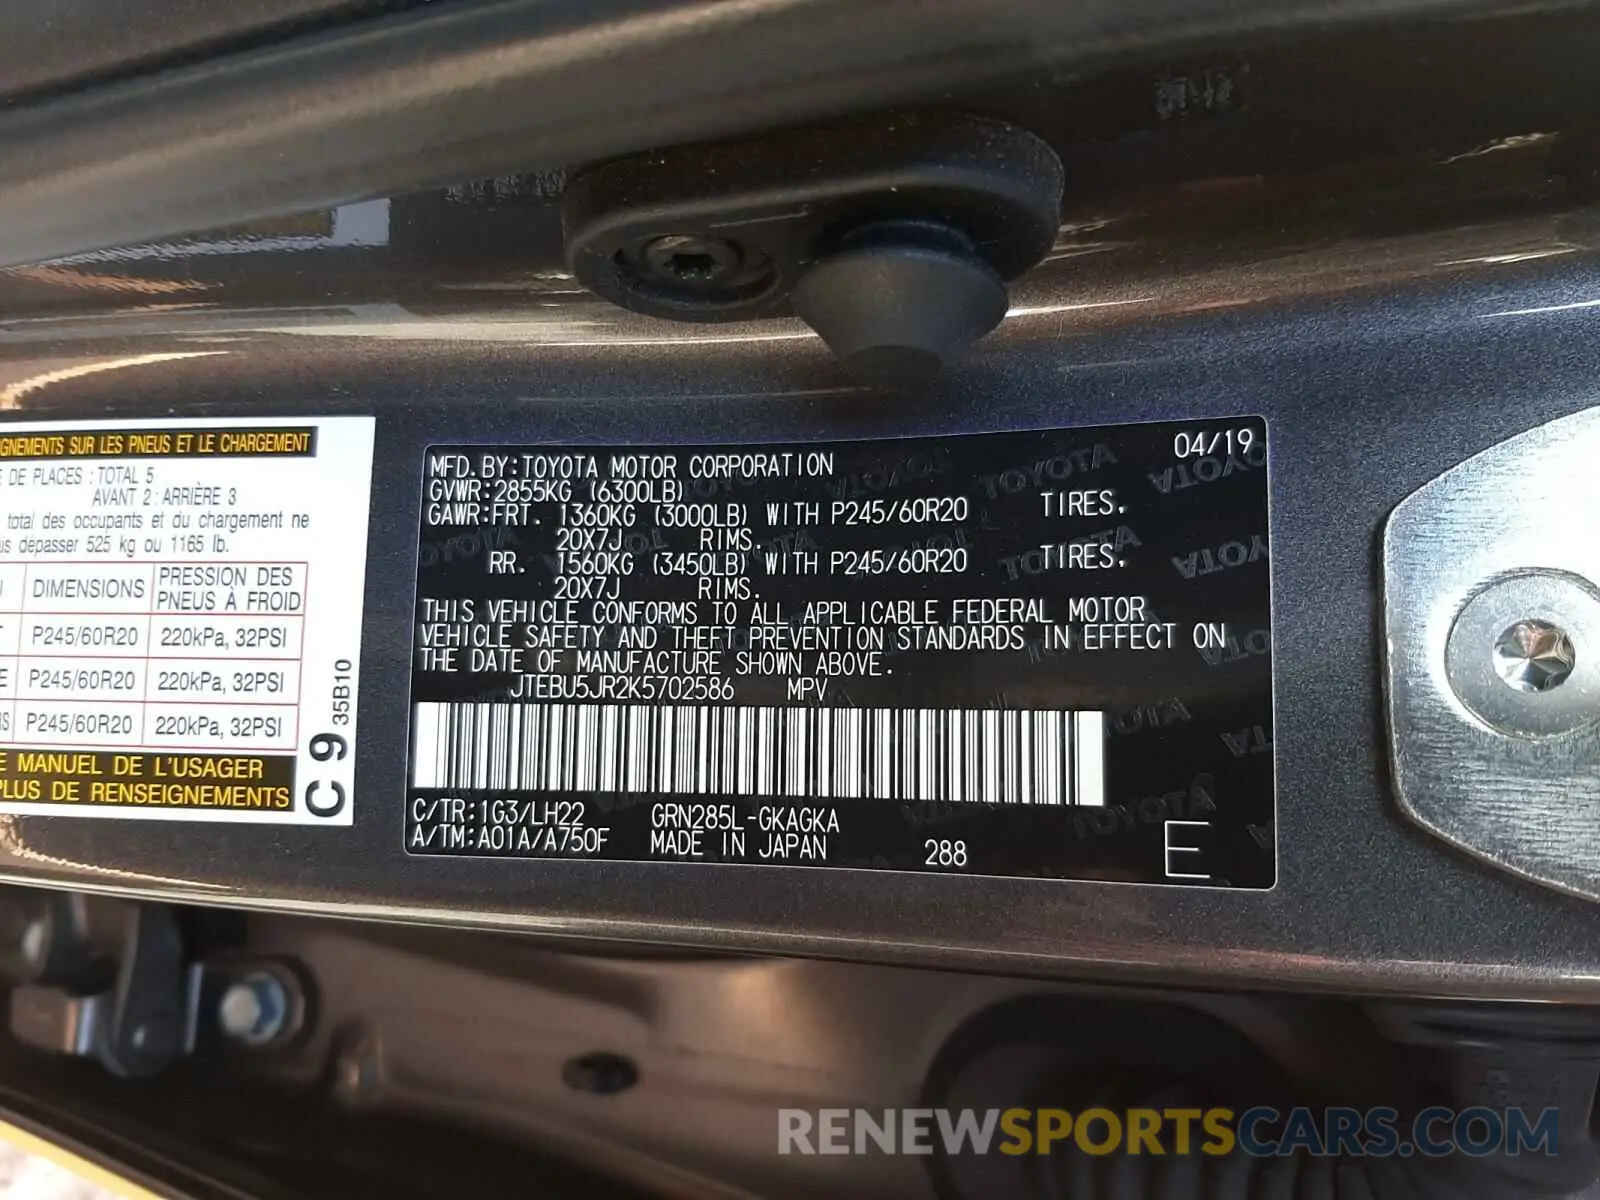 GNEMENTS SUR LES PNEUS ET LE CHARGEMENT
E DE PLACES : TOTAL 5
AVANT 2 : ARRIÈRE 3
total des occupants et du chargement ne
us dépasser 525 kg ou 1165 lb.
DIMENSIONS PRESSION DES PNEUS À FROID
P245/60R20 220kPa, 32PSI
E P245/60R20 220kPa, 32PSI
P245/60R20 220kPa, 32PSI
E MANUEL DE L'USAGER
PLUS DE RENSEIGNEMENTS
C 9 35B10
04/19
MFD.BY:TOYOTA MOTOR CORPORATION
GVWR:2855KG (6300LB)
GAWR:FRT. 1360KG (3000LB) WITH P245/60R20 TIRES.
20X7J RIMS.
RR. 1560KG (3450LB) WITH P245/60R20 TIRES.
20X7J RIMS.
THIS VEHICLE CONFORMS TO ALL APPLICABLE FEDERAL MOTOR
VEHICLE SAFETY AND THEFT PREVENTION STANDARDS IN EFFECT ON
THE DATE OF MANUFACTURE SHOWN ABOVE.
JTEBU5JR2K5702586 MPV
C/TR:1G3/LH22 GRN285L-GKAGKA
A/TM:A01A/A750F MADE IN JAPAN 288 E
RENEWSPORTSCARS.COM